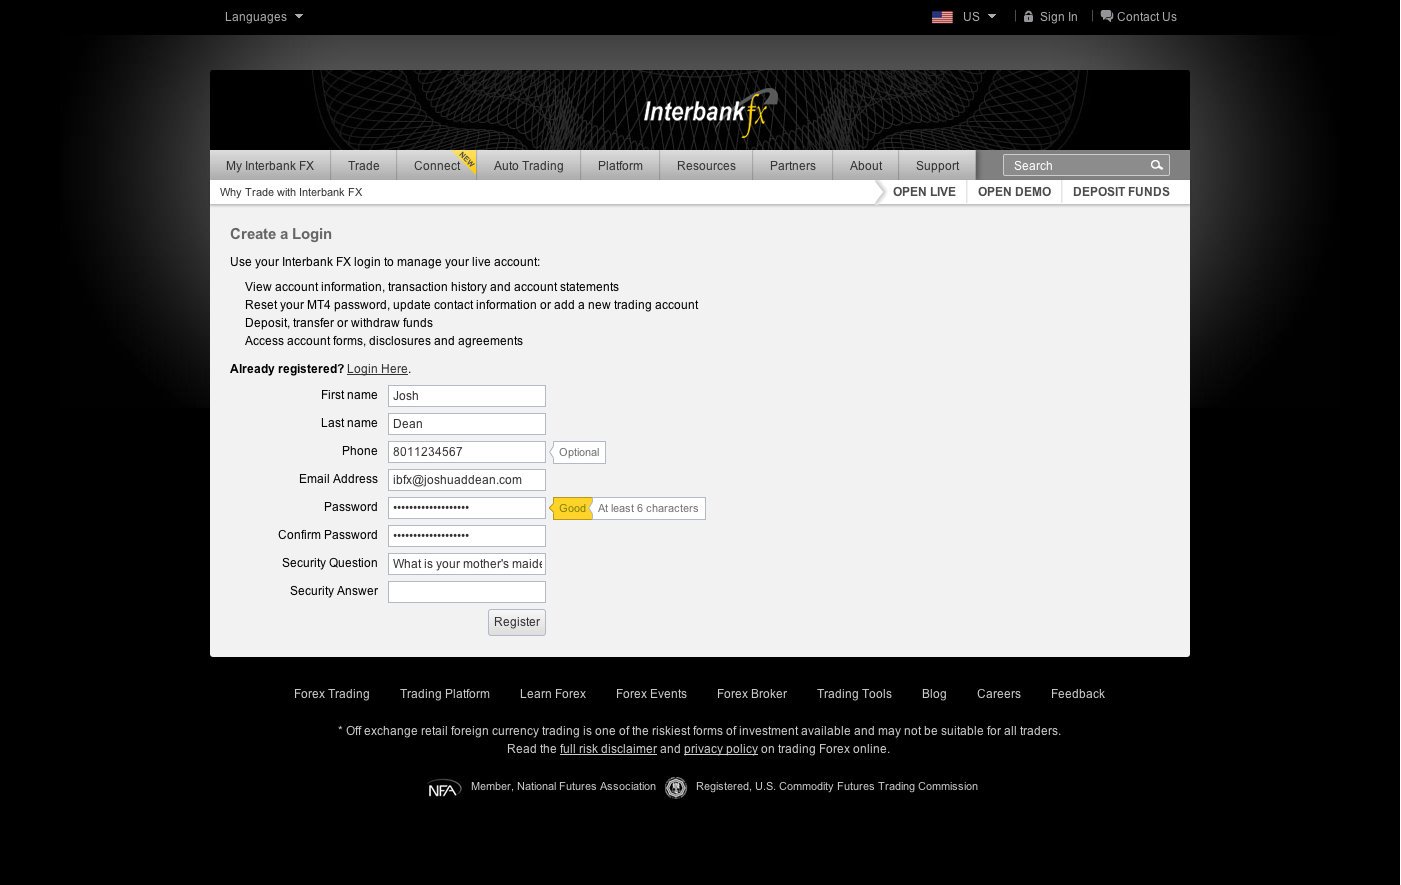 Languages US Sign In Contact Us
Interbankfx
My Interbank FX Trade Connect NEW Auto Trading Platform Resources Partners About Support Search
Why Trade with Interbank FX OPEN LIVE OPEN DEMO DEPOSIT FUNDS
Create a Login
Use your Interbank FX login to manage your live account:
View account information, transaction history and account statements
Reset your MT4 password, update contact information or add a new trading account
Deposit, transfer or withdraw funds
Access account forms, disclosures and agreements
Already registered? Login Here.
First name Josh
Last name Dean
Phone 8011234567 Optional
Email Address ibfx@joshuaddean.com
Password ••••••••••••••••••• Good At least 6 characters
Confirm Password •••••••••••••••••••
Security Question What is your mother's maide
Security Answer
Register
Forex Trading Trading Platform Learn Forex Forex Events Forex Broker Trading Tools Blog Careers Feedback
* Off exchange retail foreign currency trading is one of the riskiest forms of investment available and may not be suitable for all traders.
Read the full risk disclaimer and privacy policy on trading Forex online.
NFA Member, National Futures Association Registered, U.S. Commodity Futures Trading Commission